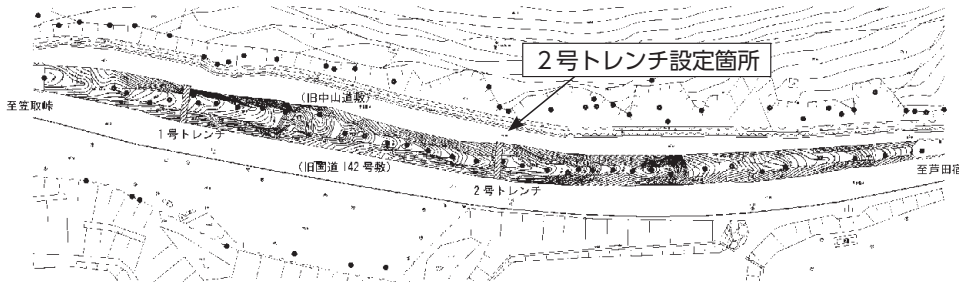 2号トレンチ設定箇所
(旧中山道敷)
至笠取峠
1号トレンチ
(旧国道142号敷)
至芦田宿
2号トレンチ